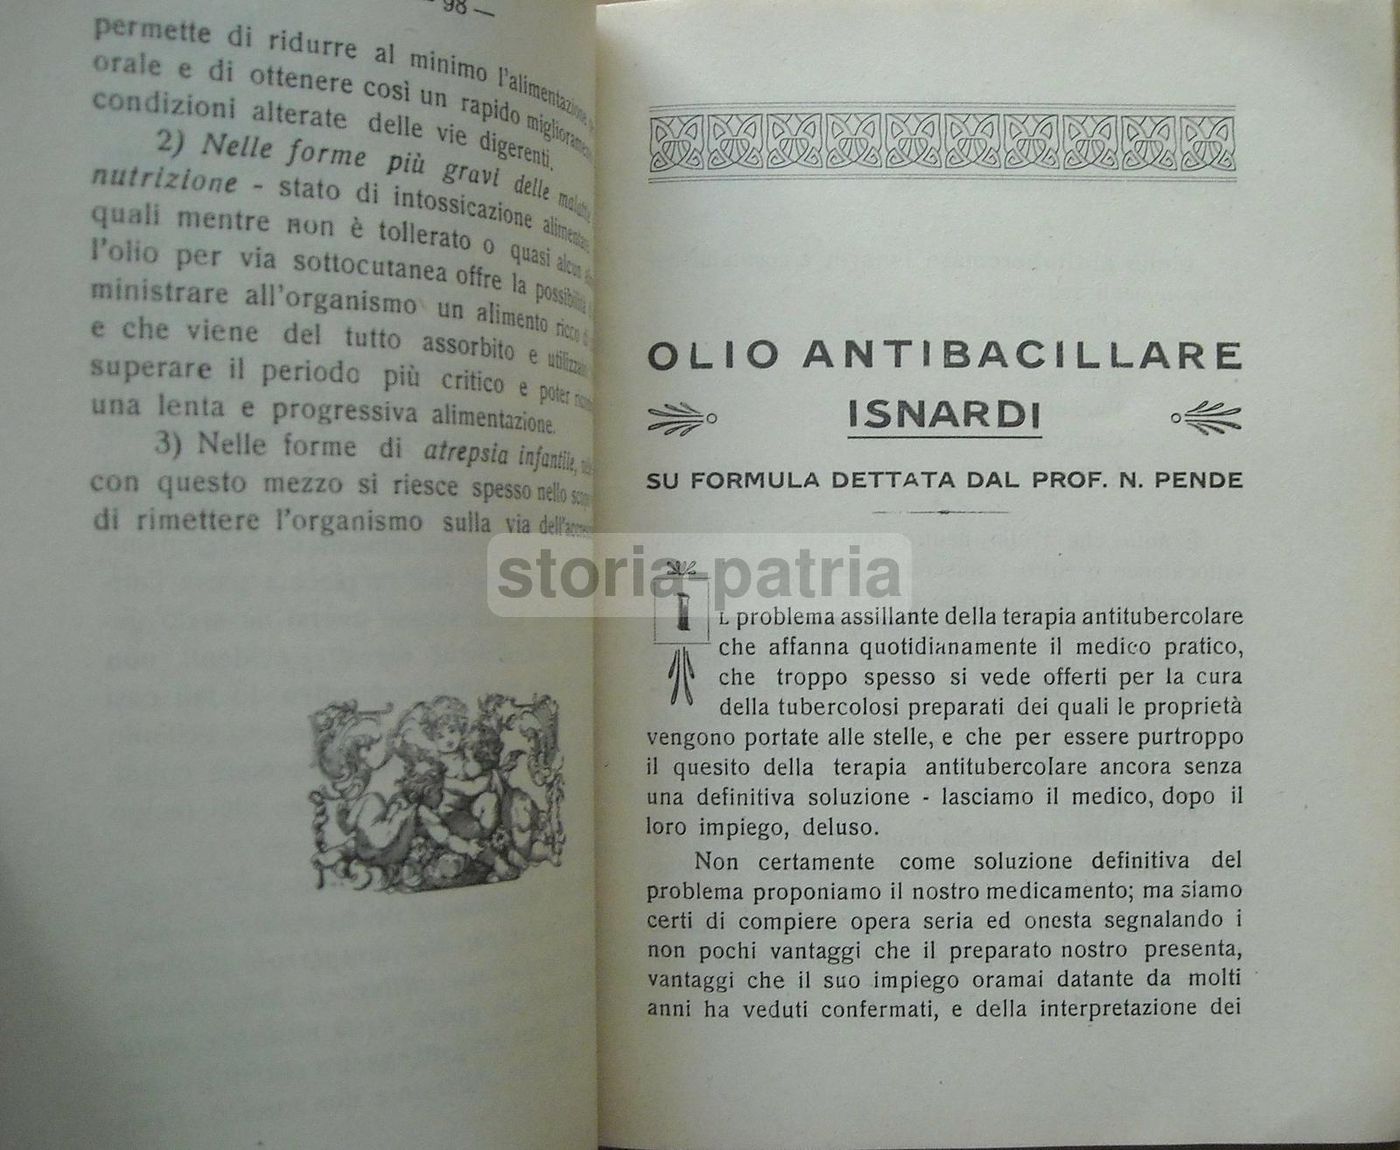 98 —
permette di ridurre al minimo l'alimentazione
orale e di ottenere così un rapido miglioramento
condizioni alterate delle vie digerenti.
2) Nelle forme più gravi delle malattie
nutrizione - stato di intossicazione alimentare
quali mentre non è tollerato o quasi alcun
l'olio per via sottocutanea offre la possibilità
ministrare all'organismo un alimento ricco
e che viene del tutto assorbito e
superare il periodo più critico e poter
una lenta e progressiva alimentazione.
3) Nelle forme di atrepsia infantile,
con questo mezzo si riesce spesso nello
di rimettere l'organismo sulla via
OLIO ANTIBACILLARE
ISNARDI
SU FORMULA DETTATA DAL PROF. N. PENDE
storia-patria
IL problema assillante della terapia antitubercolare
che affanna quotidianamente il medico pratico,
che troppo spesso si vede offerti per la cura
della tubercolosi preparati dei quali le proprietà
vengono portate alle stelle, e che per essere purtroppo
il quesito della terapia antitubercolare ancora senza
una definitiva soluzione - lasciamo il medico, dopo il
loro impiego, deluso.
Non certamente come soluzione definitiva del
problema proponiamo il nostro medicamento; ma siamo
certi di compiere opera seria ed onesta segnalando i
non pochi vantaggi che il preparato nostro presenta,
vantaggi che il suo impiego oramai datante da molti
anni ha veduti confermati, e della interpretazione dei